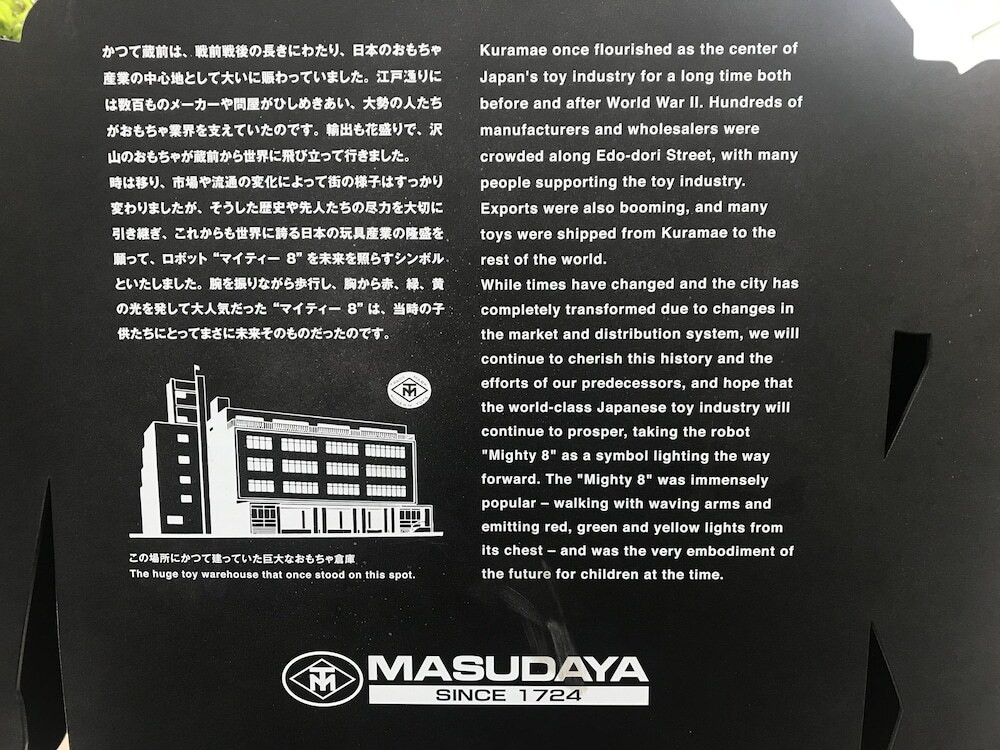 かつて蔵前は、戦前戦後の長きにわたり、日本のおもちゃ
産業の中心地として大いに賑わっていました。江戸通りに
は数百ものメーカーや問屋がひしめきあい、大勢の人たち
がおもちゃ業界を支えていたのです。輸出も花盛りで、沢
山のおもちゃが蔵前から世界に飛び立って行きました。
時は移り、市場や流通の変化によって街の様子はすっかり
変わりましたが、そうした歴史や先人たちの尽力を大切に
引き継ぎ、これからも世界に誇る日本の玩具産業の隆盛を
願って、ロボット“マイティー 8”を未来を照らすシンボル
といたしました。腕を振りながら歩行し、胸から赤、緑、黄
の光を発して大人気だった“マイティー 8”は、当時の子
供たちにとってまさに未来そのものだったのです。
この場所にかつて建っていた巨大なおもちゃ倉庫
The huge toy warehouse that once stood on this spot.
Kuramae once flourished as the center of
Japan's toy industry for a long time both
before and after World War II. Hundreds of
manufacturers and wholesalers were
crowded along Edo-dori Street, with many
people supporting the toy industry.
Exports were also booming, and many
toys were shipped from Kuramae to the
rest of the world.
While times have changed and the city has
completely transformed due to changes in
the market and distribution system, we will
continue to cherish this history and the
efforts of our predecessors, and hope that
the world-class Japanese toy industry will
continue to prosper, taking the robot
"Mighty 8" as a symbol lighting the way
forward. The "Mighty 8" was immensely
popular – walking with waving arms and
emitting red, green and yellow lights from
its chest – and was the very embodiment of
the future for children at the time.
TM MASUDAYA
SINCE 1724